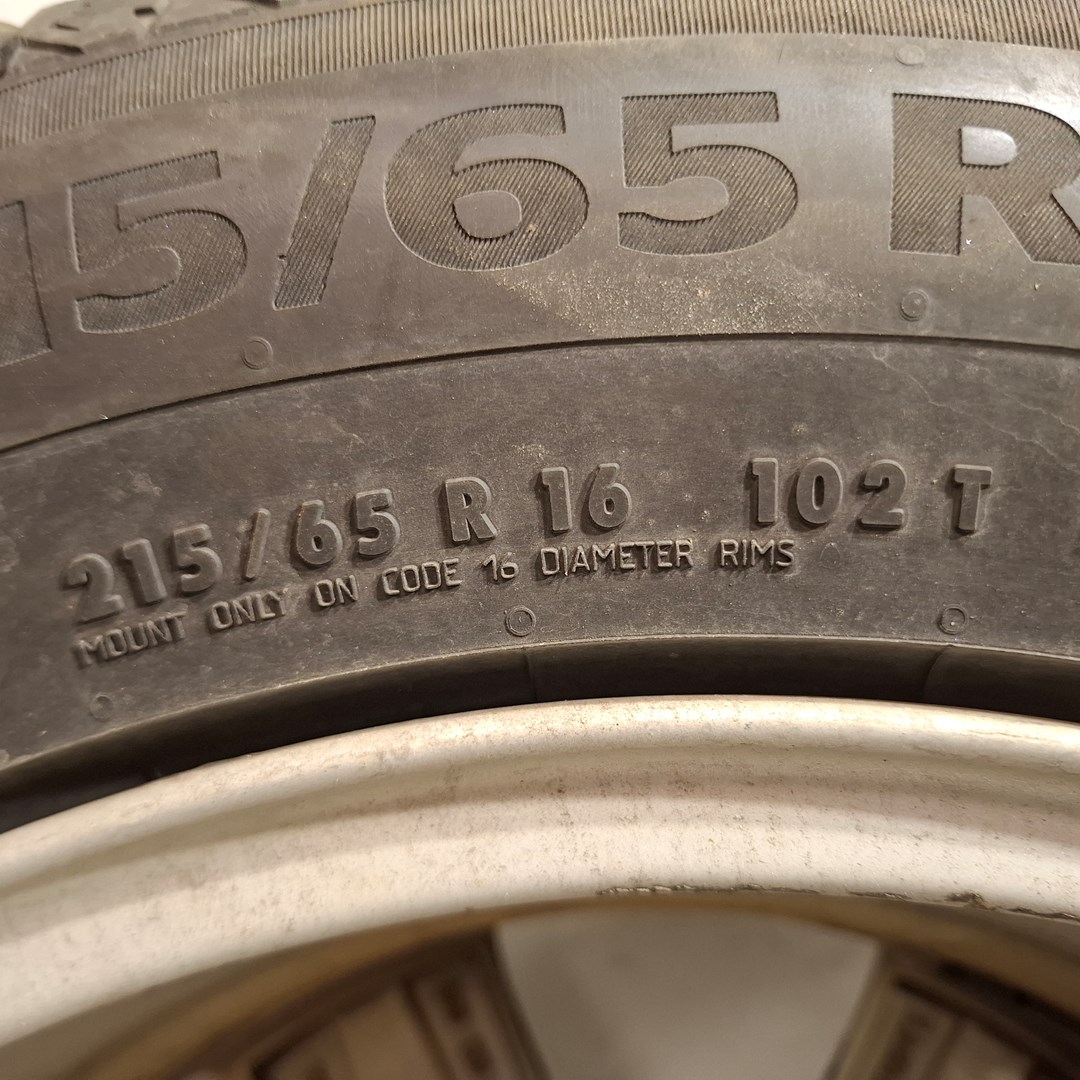 15/65 R
215/65 R 16 102 T
MOUNT ONLY ON CODE 16 DIAMETER RIMS